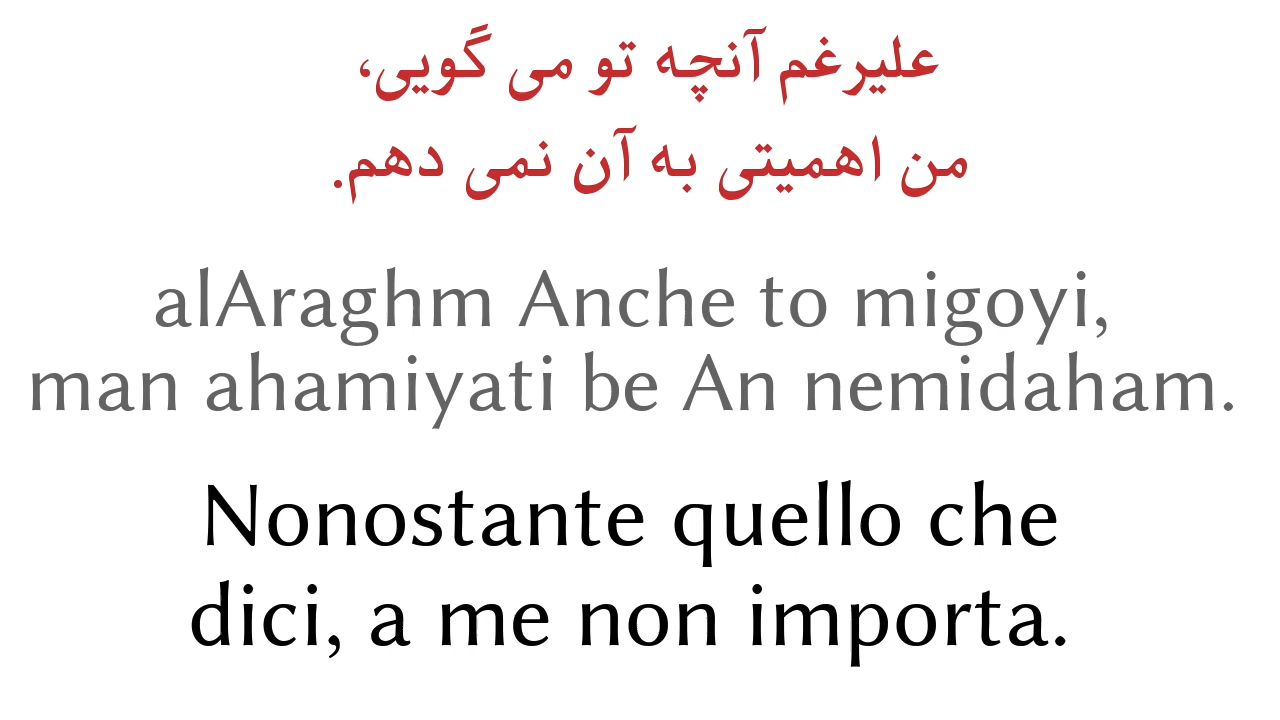 علیرغم آنچه تو می گویی،
من اهمیتی به آن نمی دهم.
alAraghm Anche to migoyi,
man ahamiyati be An nemidaham.
Nonostante quello che
dici, a me non importa.